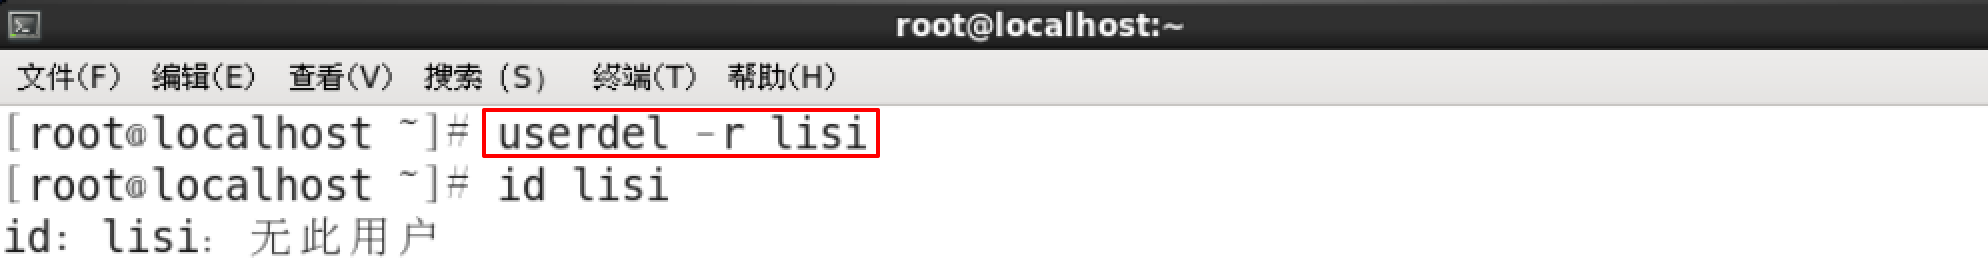 root@localhost:~
文件(F) 编辑(E) 查看(V) 搜索 (S) 终端(T) 帮助(H)
[root@localhost ~]# userdel -r lisi
[root@localhost ~]# id lisi
id: lisi: 无此用户